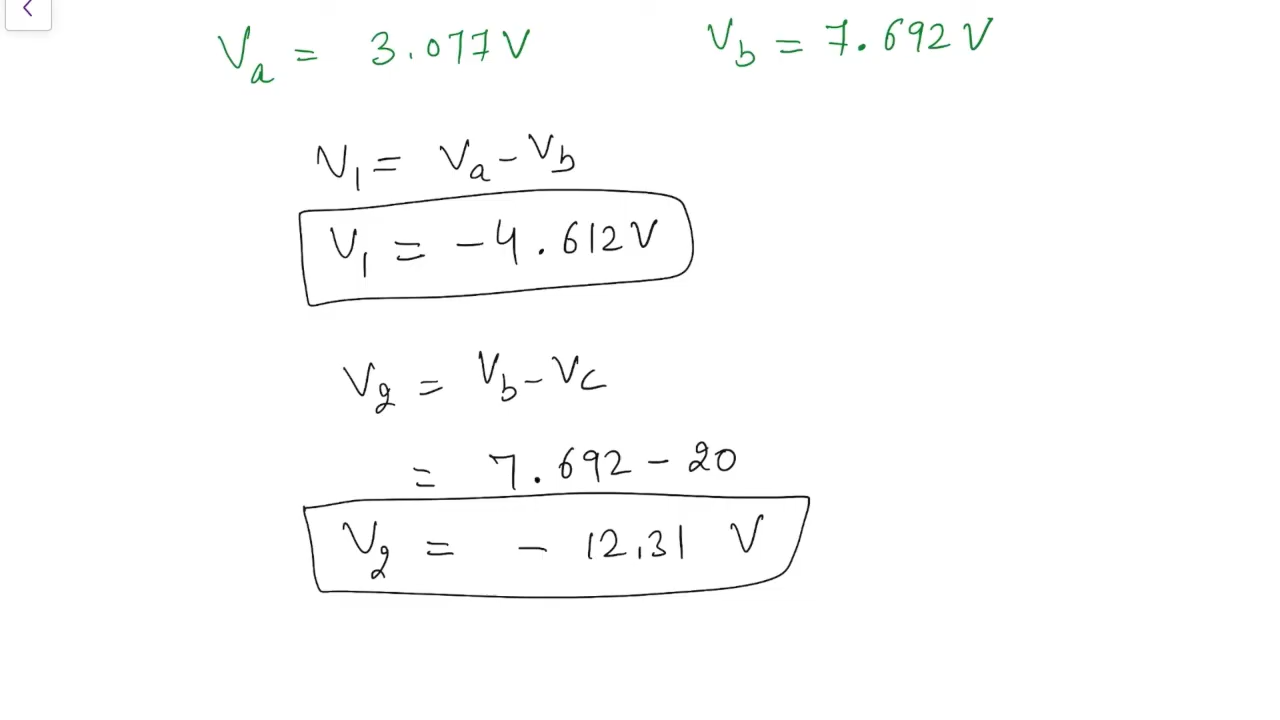 Va = 3.077V Vb = 7.692 V
V1 = Va - Vb
V1 = -4.612V
V2 = Vb - Vc
= 7.692 - 20
V2 = - 12.31 V